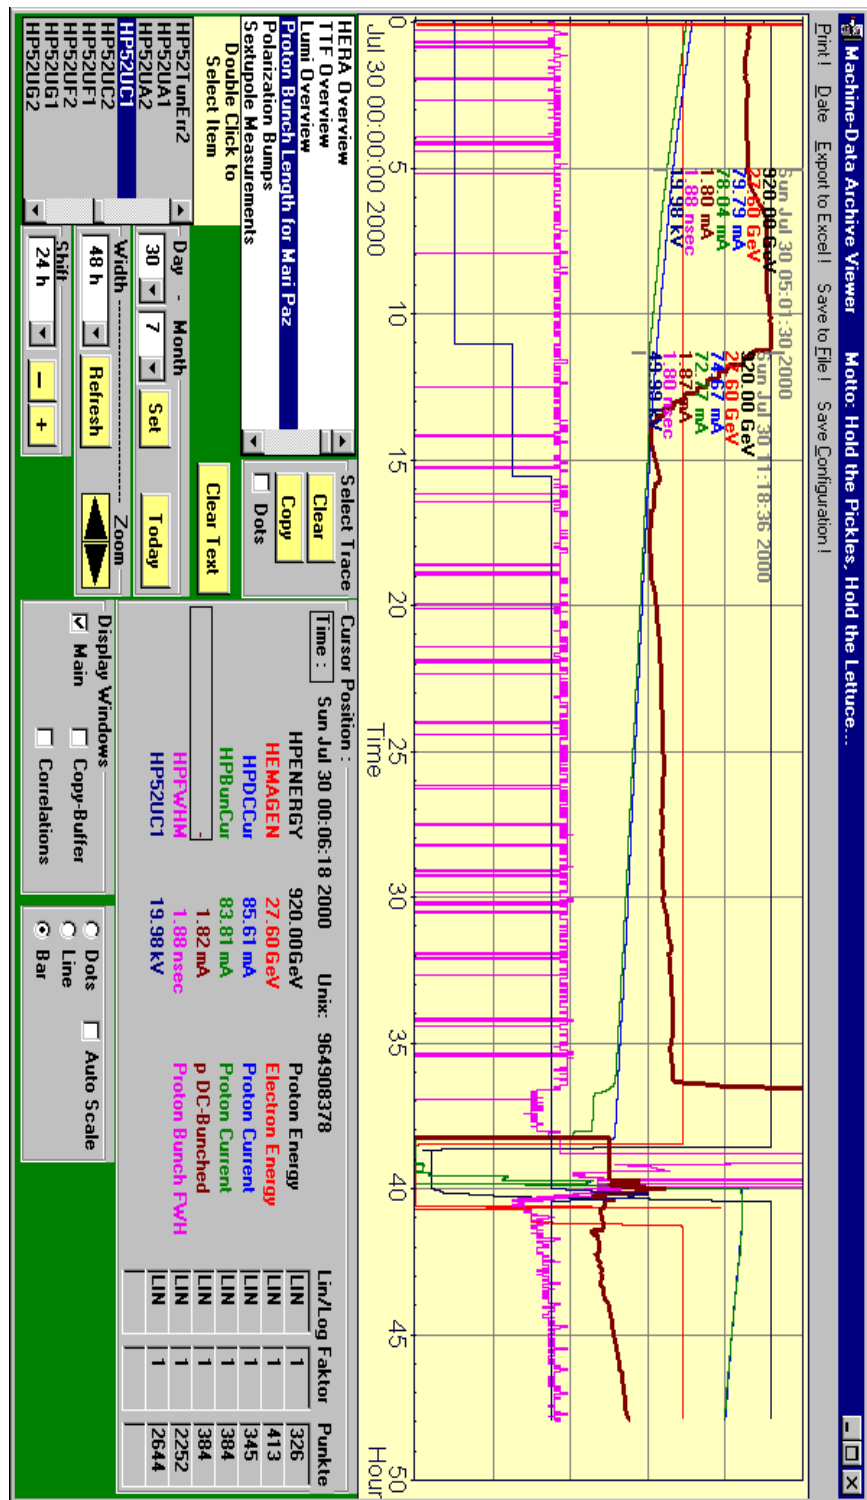 Machine-Data Archive Viewer Motto: Hold the Pickles, Hold the Lettuce...
Print! Date Export to Excel! Save to File! Save Configuration!
Sun Jul 30 05:01:30 2000
920.00 GeV
27.60 GeV
79.79 mA
78.04 mA
1.80 mA
1.88 nsec
19.98 kV
Sun Jul 30 11:18:36 2000
920.00 GeV
27.60 GeV
74.67 mA
1.87 mA
1.80 nsec
49.99 kV
0 5 10 15 20 25 30 35 40 45 50
Jul 30 00:00:00 2000 Time Hour
HERA Overview
TTF Overview
Lumi Overview
Proton Bunch Length for Mari Paz
Polarization Bumps
Sextupole Measurements
Double Click to
Select Item
HP52TunErr2
HP52UA1
HP52UA2
HP52UC1
HP52UC2
HP52UF1
HP52UF2
HP52UG1
HP52UG2
Select Trace
Clear
Copy
Dots
Clear Text
Day - Month
30 7 Set Today
Width ---------------- Zoom
48 h Refresh
Shift
24 h - +
Cursor Position :
Time : Sun Jul 30 00:06:18 2000 Unix: 964908378
Lin/Log Faktor Punkte
HPENERGY 920.00GeV Proton Energy LIN 1 326
HEMAGEN 27.60GeV Electron Energy LIN 1 413
HPDCCur 85.61 mA Proton Current LIN 1 345
HPBunCur 83.81 mA Proton Current LIN 1 384
- 1.82 mA p DC-Bunched LIN 1 384
HPFWHM 1.88 nsec Proton Bunch FWH LIN 1 2252
HP52UC1 19.98kV LIN 1 2644
Display Windows
Main Copy-Buffer
Correlations
Dots Auto Scale
Line
Bar